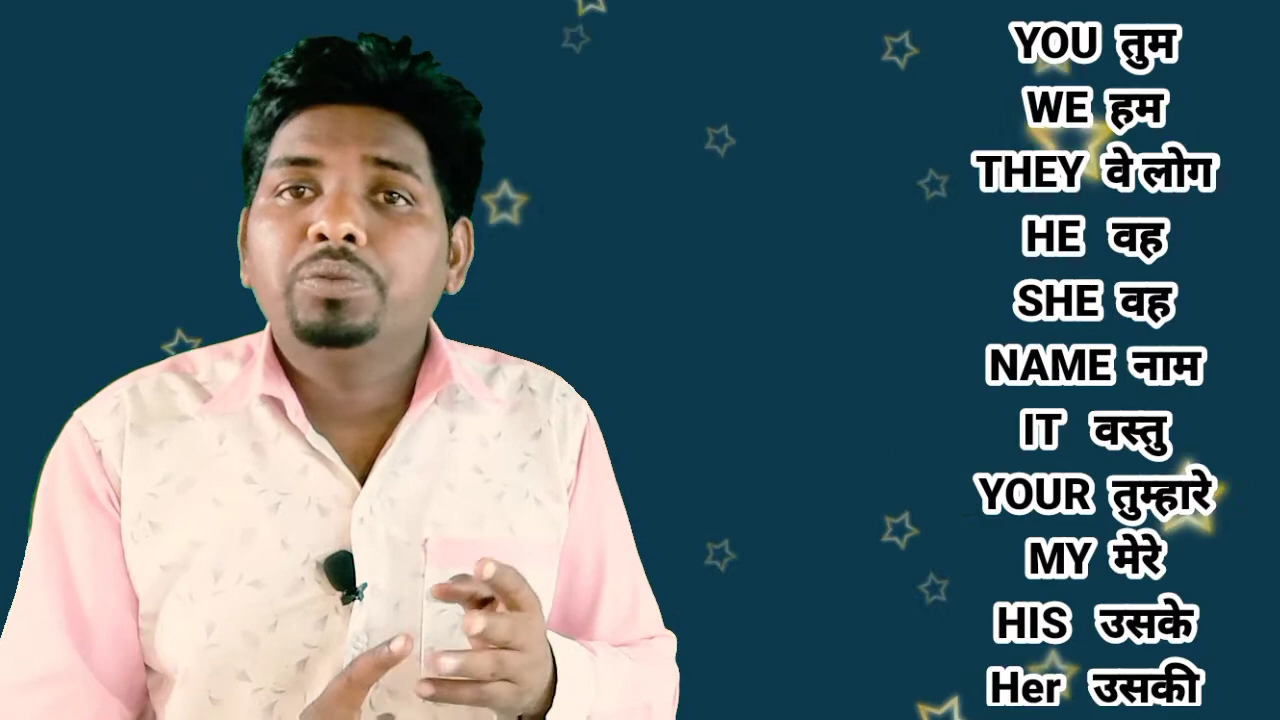 YOU तुम
WE हम
THEY वे लोग
HE वह
SHE वह
NAME नाम
IT वस्तु
YOUR तुम्हारे
MY मेरे
HIS उसके
Her उसकी